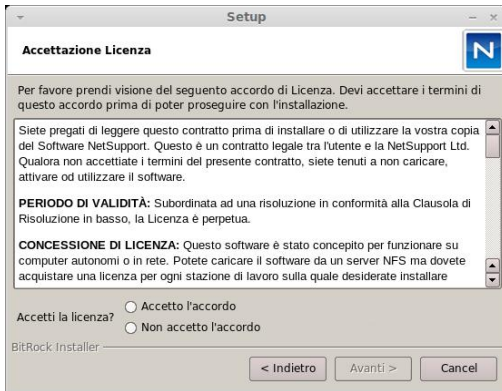 Setup
Accettazione Licenza
N
Per favore prendi visione del seguente accordo di Licenza. Devi accettare i termini di
questo accordo prima di poter proseguire con l'installazione.
Siete pregati di leggere questo contratto prima di installare o di utilizzare la vostra copia
del Software NetSupport. Questo è un contratto legale tra l'utente e la NetSupport Ltd.
Qualora non accettiate i termini del presente contratto, siete tenuti a non caricare,
attivare od utilizzare il software.
PERIODO DI VALIDITÀ: Subordinata ad una risoluzione in conformità alla Clausola di
Risoluzione in basso, la Licenza è perpetua.
CONCESSIONE DI LICENZA: Questo software è stato concepito per funzionare su
computer autonomi o in rete. Potete caricare il software da un server NFS ma dovete
acquistare una licenza per ogni stazione di lavoro sulla quale desiderate installare
Accetti la licenza?
Accetto l'accordo
Non accetto l'accordo
BitRock Installer
< Indietro
Avanti >
Cancel